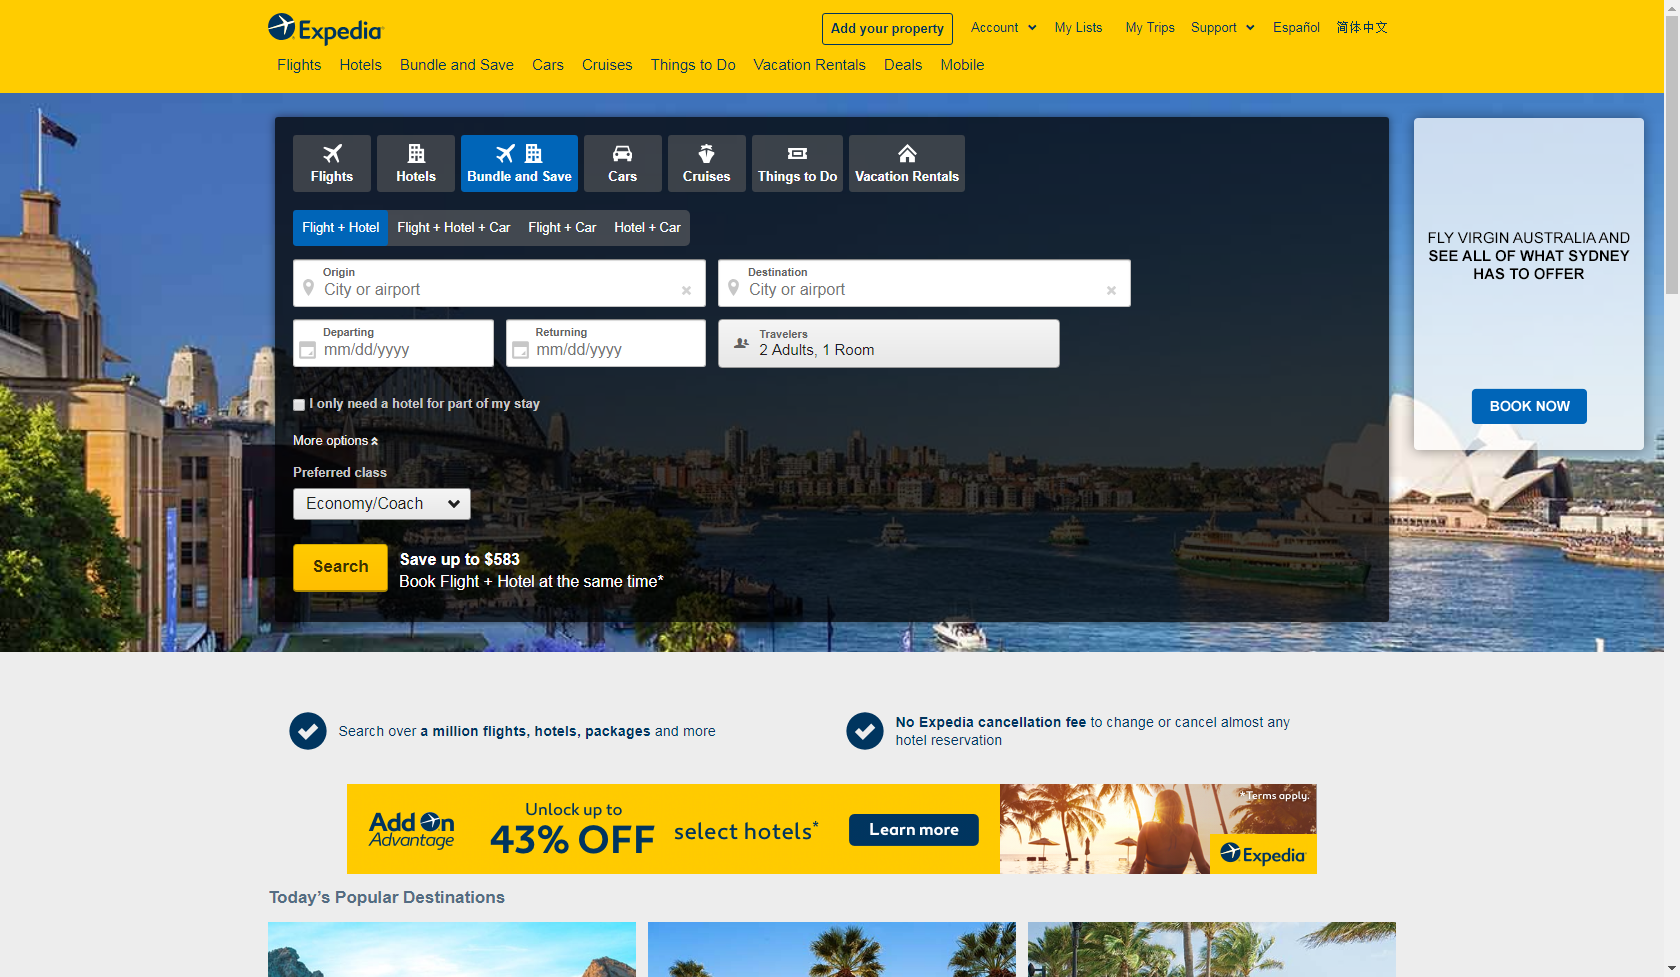 Expedia
Add your property
Account
My Lists
My Trips
Support
Español
简体中文
Flights
Hotels
Bundle and Save
Cars
Cruises
Things to Do
Vacation Rentals
Deals
Mobile
Flights
Hotels
Bundle and Save
Cars
Cruises
Things to Do
Vacation Rentals
Flight + Hotel
Flight + Hotel + Car
Flight + Car
Hotel + Car
Origin
City or airport
Destination
City or airport
Departing
mm/dd/yyyy
Returning
mm/dd/yyyy
Travelers
2 Adults, 1 Room
I only need a hotel for part of my stay
More options
Preferred class
Economy/Coach
Search
Save up to $583
Book Flight + Hotel at the same time*
FLY VIRGIN AUSTRALIA AND
SEE ALL OF WHAT SYDNEY
HAS TO OFFER
BOOK NOW
Search over a million flights, hotels, packages and more
No Expedia cancellation fee to change or cancel almost any
hotel reservation
Add On
Advantage
Unlock up to
43% OFF
select hotels*
Learn more
*Terms apply.
Expedia
Today's Popular Destinations